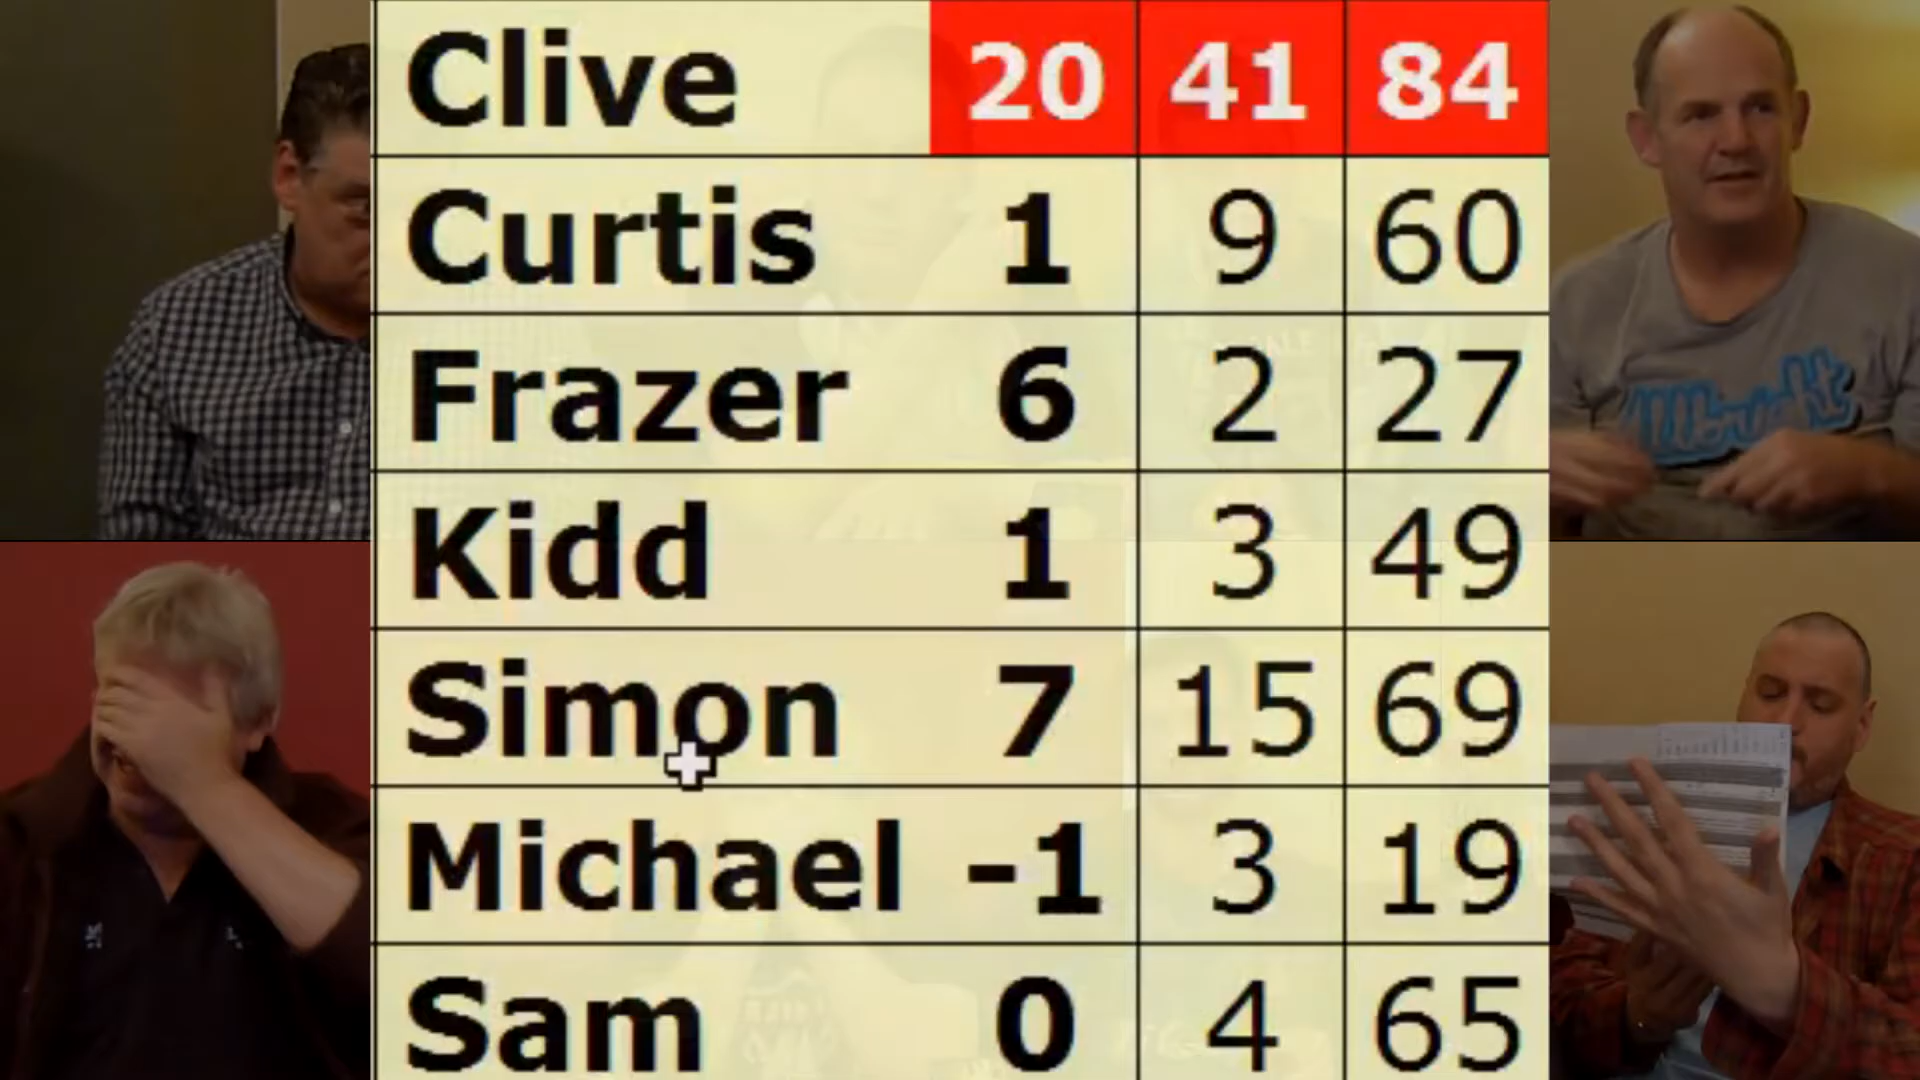 Clive 20 41 84
Curtis 1 9 60
Frazer 6 2 27
Kidd 1 3 49
Simon 7 15 69
Michael -1 3 19
Sam 0 4 65